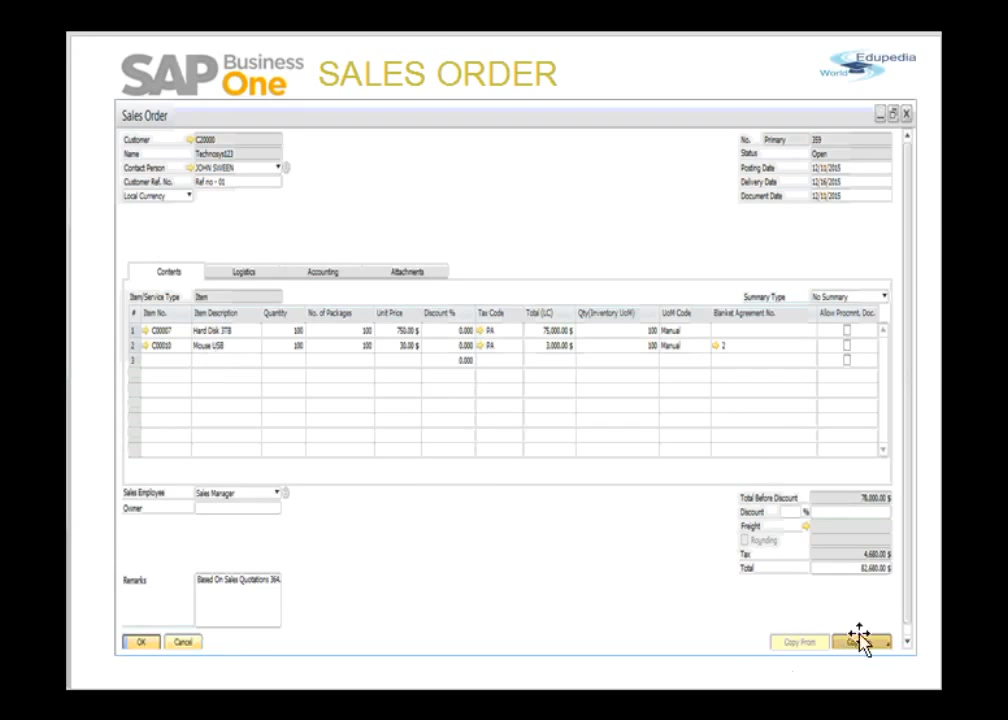 SAP Business One SALES ORDER
Edupedia World
Sales Order
Customer C20000 No. Primary 359
Name Technosys123 Status Open
Contact Person JOHN SWEEN Posting Date 12/11/2015
Customer Ref. No. Ref no - 01 Delivery Date 12/16/2015
Local Currency Document Date 12/11/2015
Contents Logistics Accounting Attachments
Item/Service Type Item Summary Type No Summary
# Item No. Item Description Quantity No. of Packages Unit Price Discount % Tax Code Total (LC) Qty(Inventory UoM) UoM Code Blanket Agreement No. Allow Procmnt. Doc.
1 C00007 Hard Disk 3TB 100 100 750.00 $ 0.000 PA 75,000.00 $ 100 Manual
2 C00010 Mouse USB 100 100 30.00 $ 0.000 PA 3,000.00 $ 100 Manual 2
3 0.000
Sales Employee Sales Manager Total Before Discount 78,000.00 $
Owner Discount %
Freight
Rounding
Tax 4,680.00 $
Total 82,680.00 $
Remarks Based On Sales Quotations 364.
OK Cancel Copy From